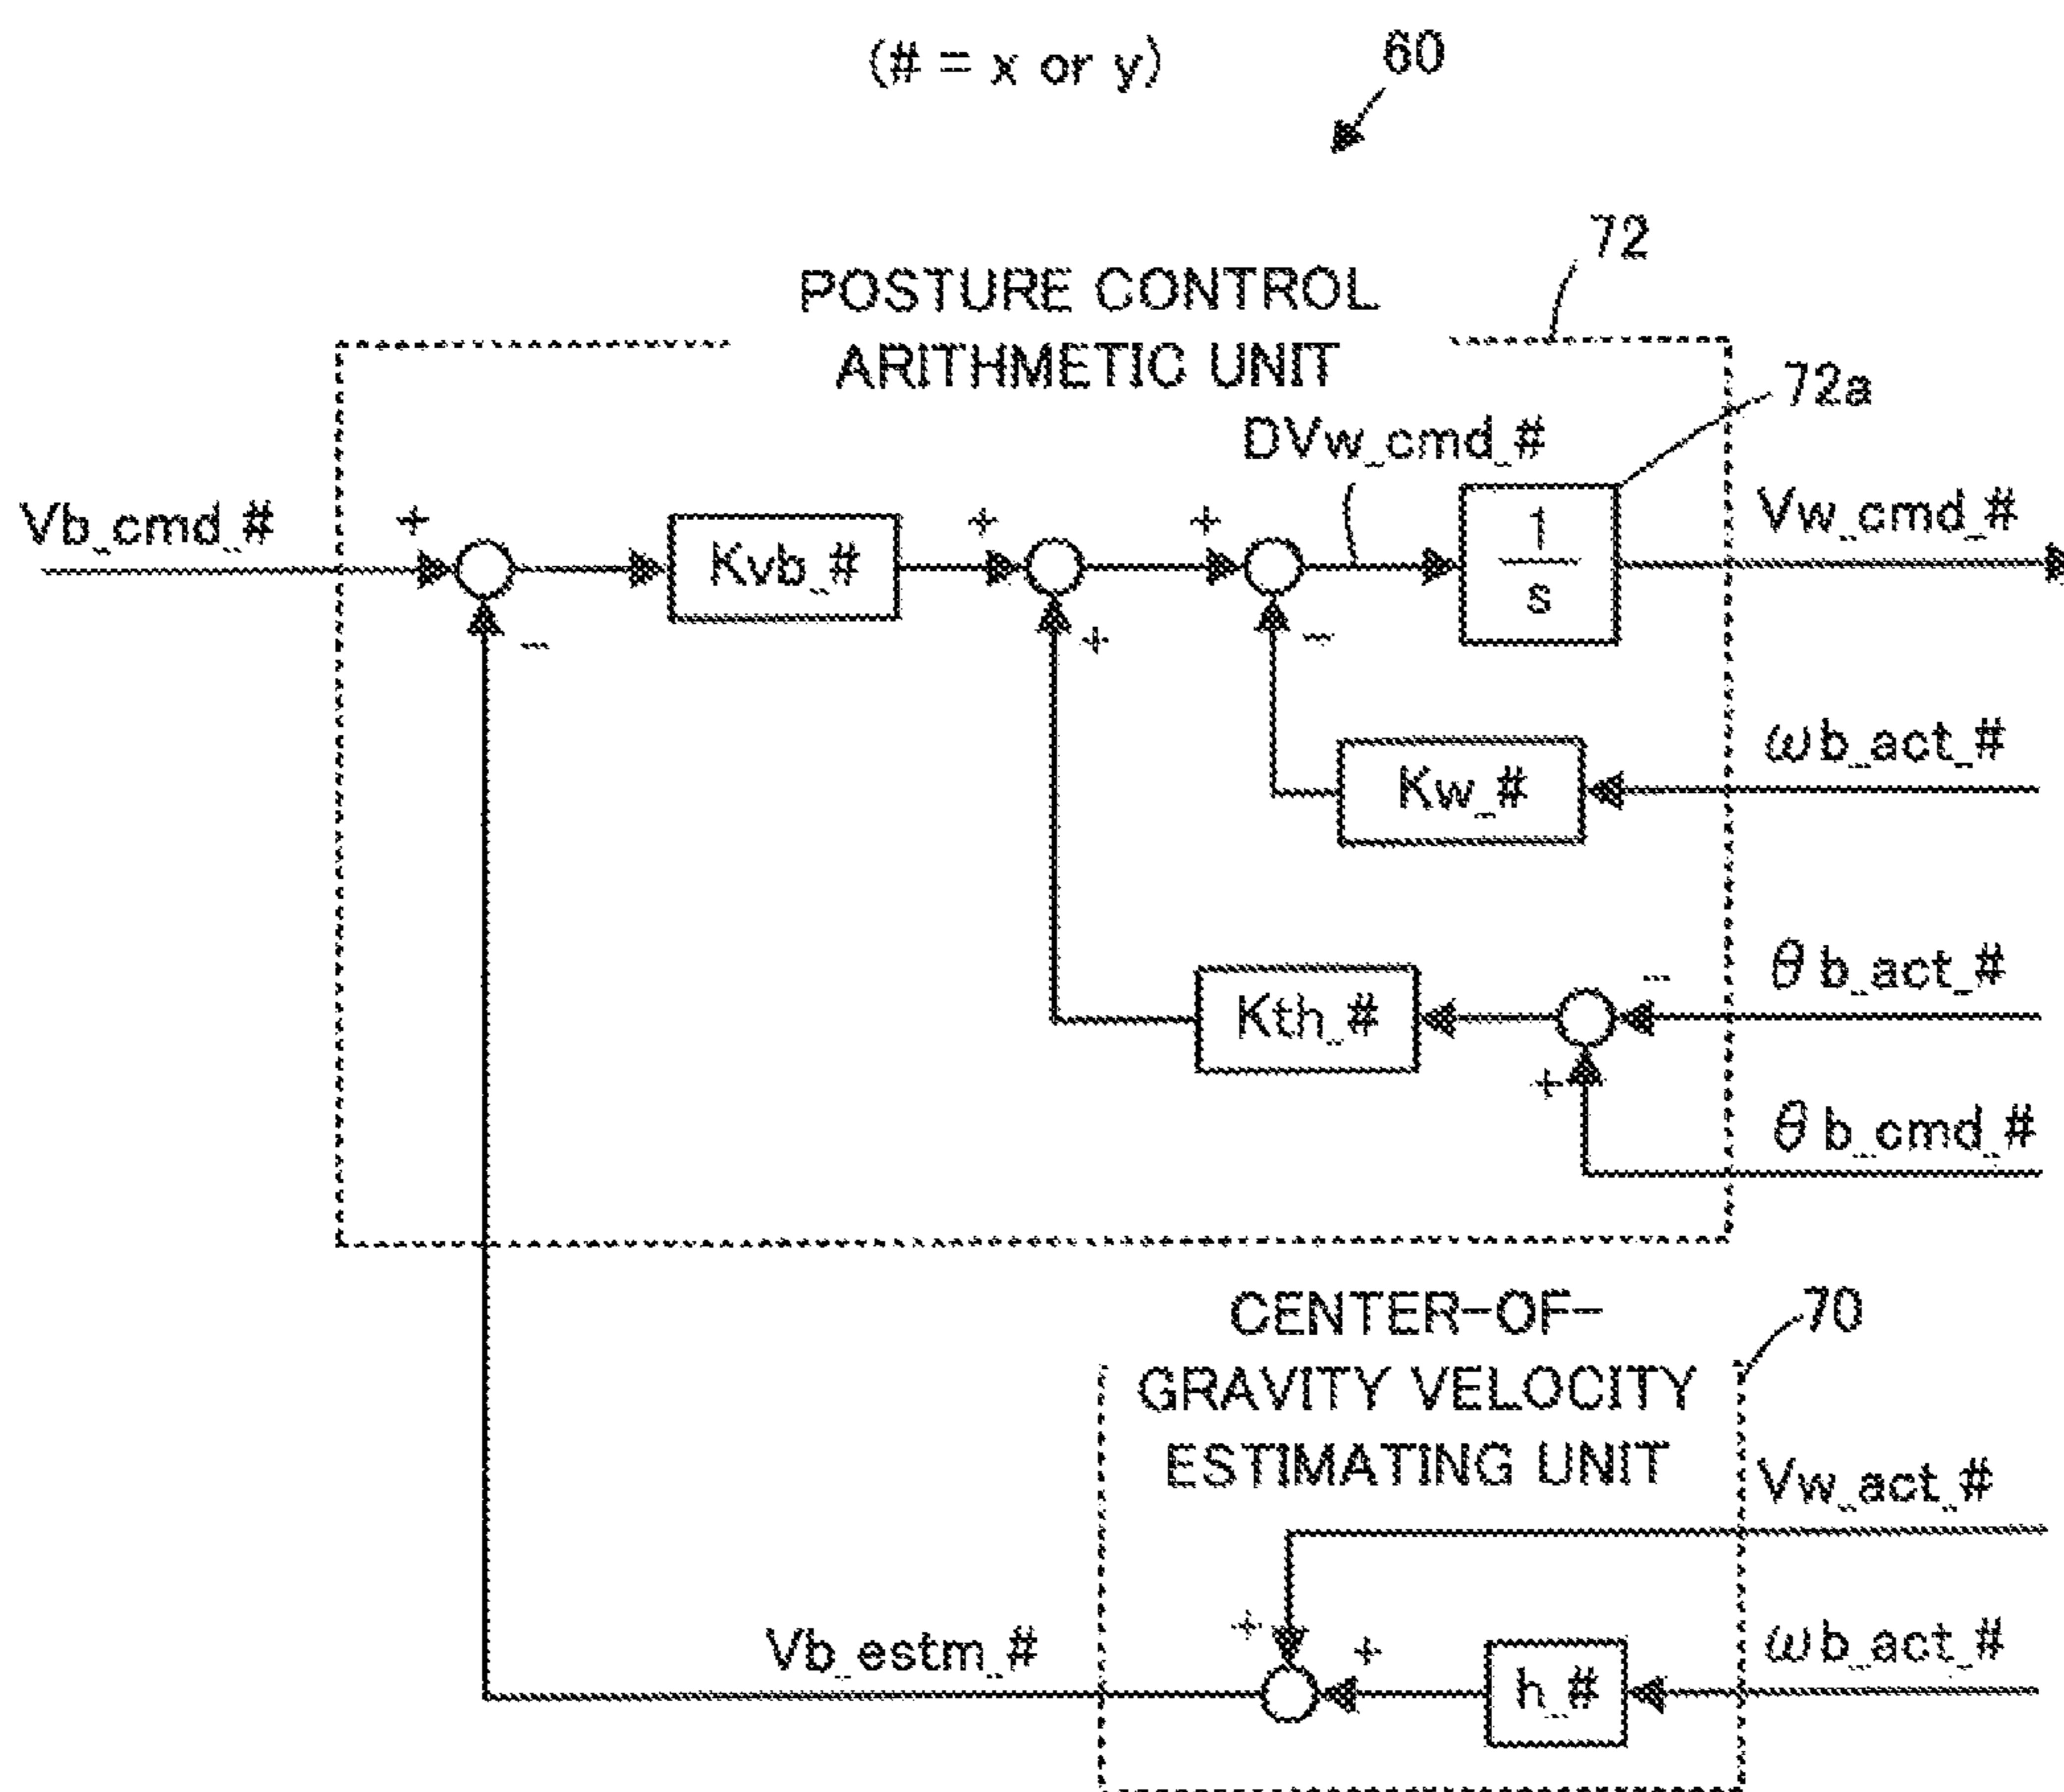 (# = x or y)
60
72
POSTURE CONTROL
ARITHMETIC UNIT
72a
DVw_cmd_#
Vb_cmd_#
+
-
Kvb_#
+
+
+
-
1
s
Vw_cmd_#
Kw_#
ωb_act_#
Kth_#
-
θb_act_#
+
θb_cmd_#
CENTER-OF-
GRAVITY VELOCITY
ESTIMATING UNIT
70
Vw_act_#
Vb_estm_#
+
+
h_#
ωb_act_#